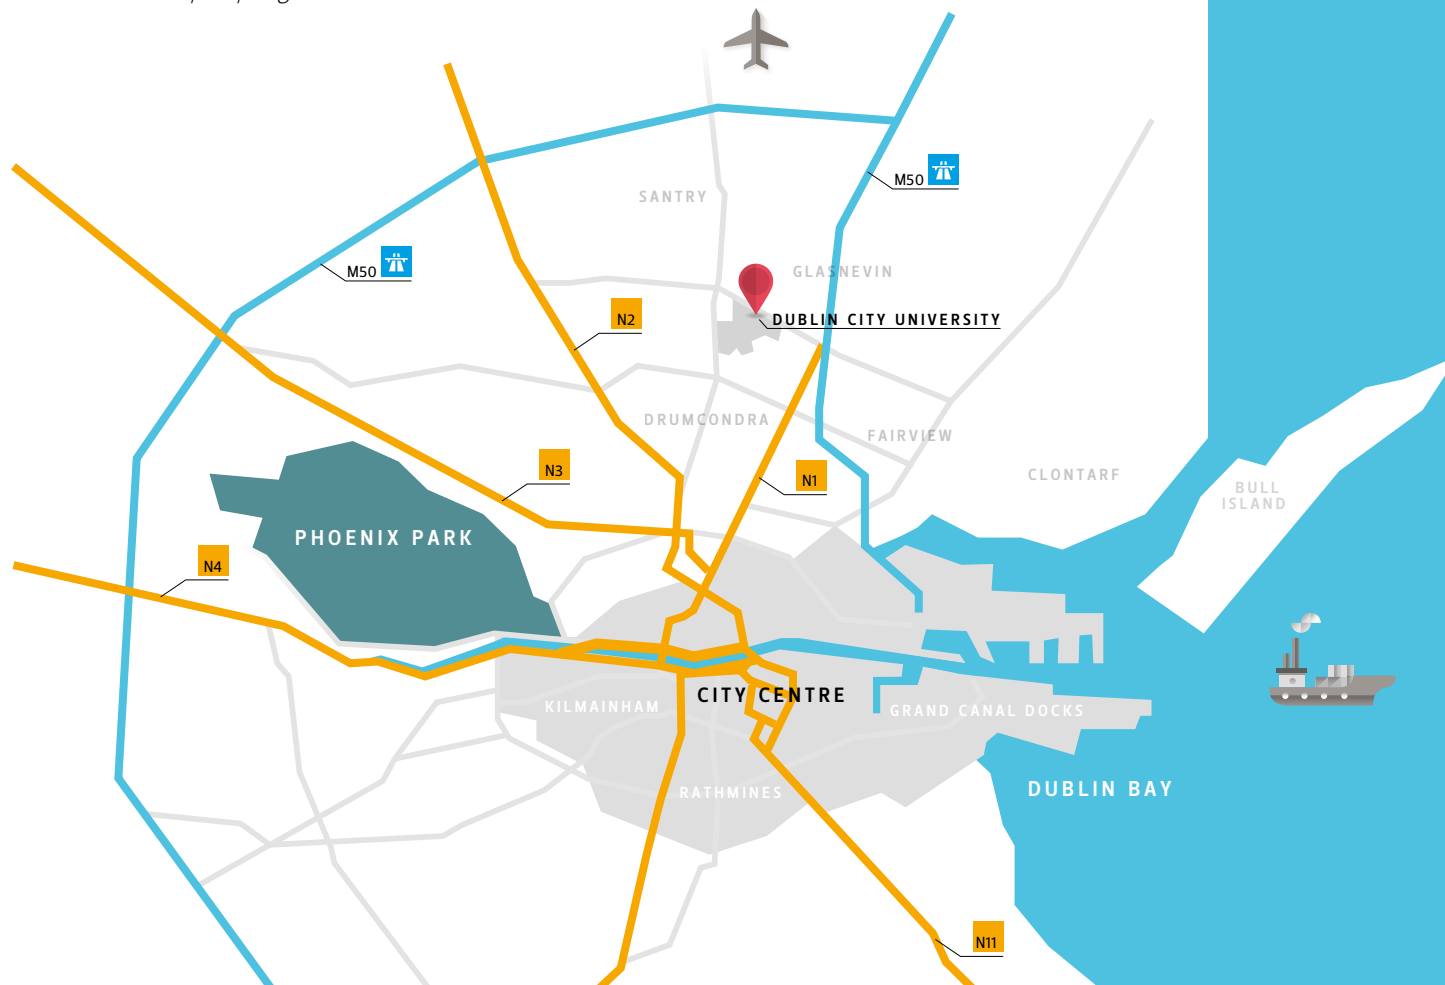 M50
SANTRY
M50
GLASNEVIN
N2
DUBLIN CITY UNIVERSITY
DRUMCONDRA
FAIRVIEW
N3
N1
CLONTARF
BULL
ISLAND
PHOENIX PARK
N4
CITY CENTRE
KILMAINHAM
GRAND CANAL DOCKS
RATHMINES
DUBLIN BAY
N11